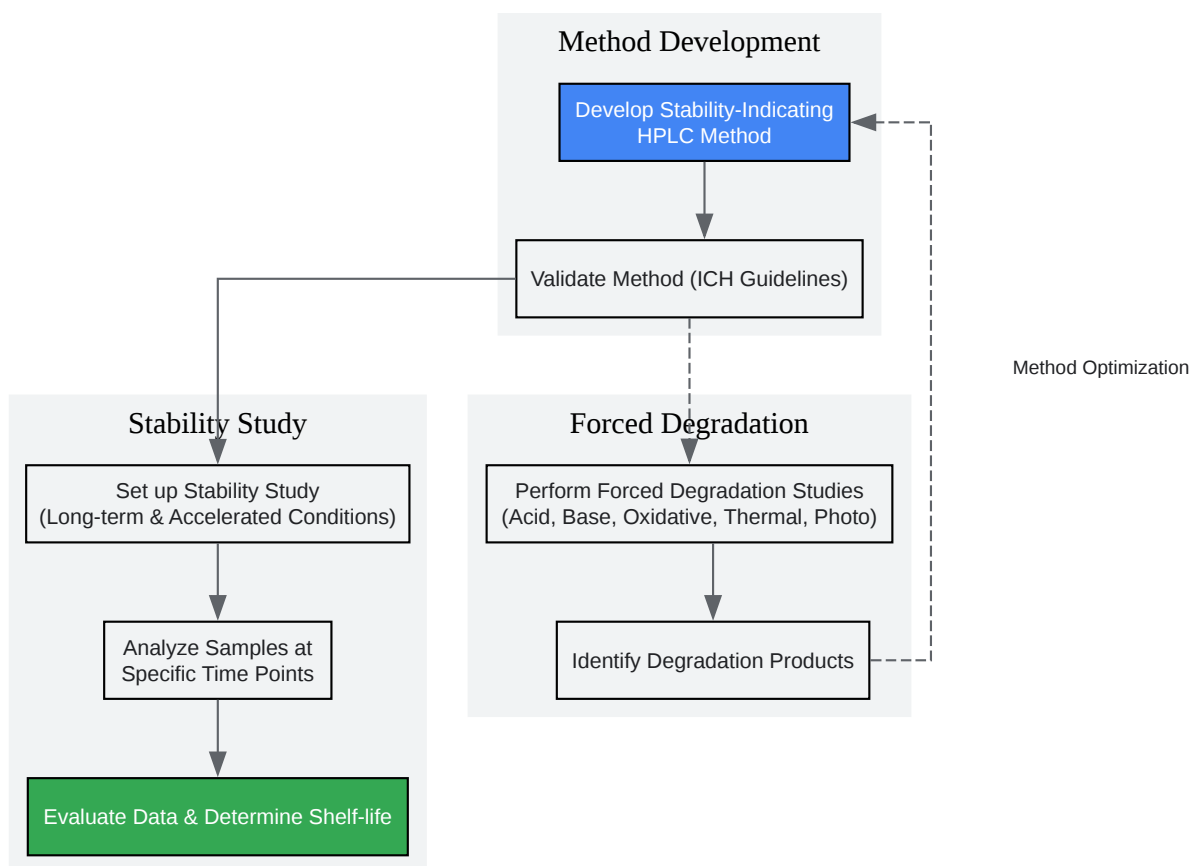 Method Development
Develop Stability-Indicating
HPLC Method
Validate Method (ICH Guidelines)
Method Optimization
Stability Study
Set up Stability Study
(Long-term & Accelerated Conditions)
Analyze Samples at
Specific Time Points
Evaluate Data & Determine Shelf-life
Forced Degradation
Perform Forced Degradation Studies
(Acid, Base, Oxidative, Thermal, Photo)
Identify Degradation Products